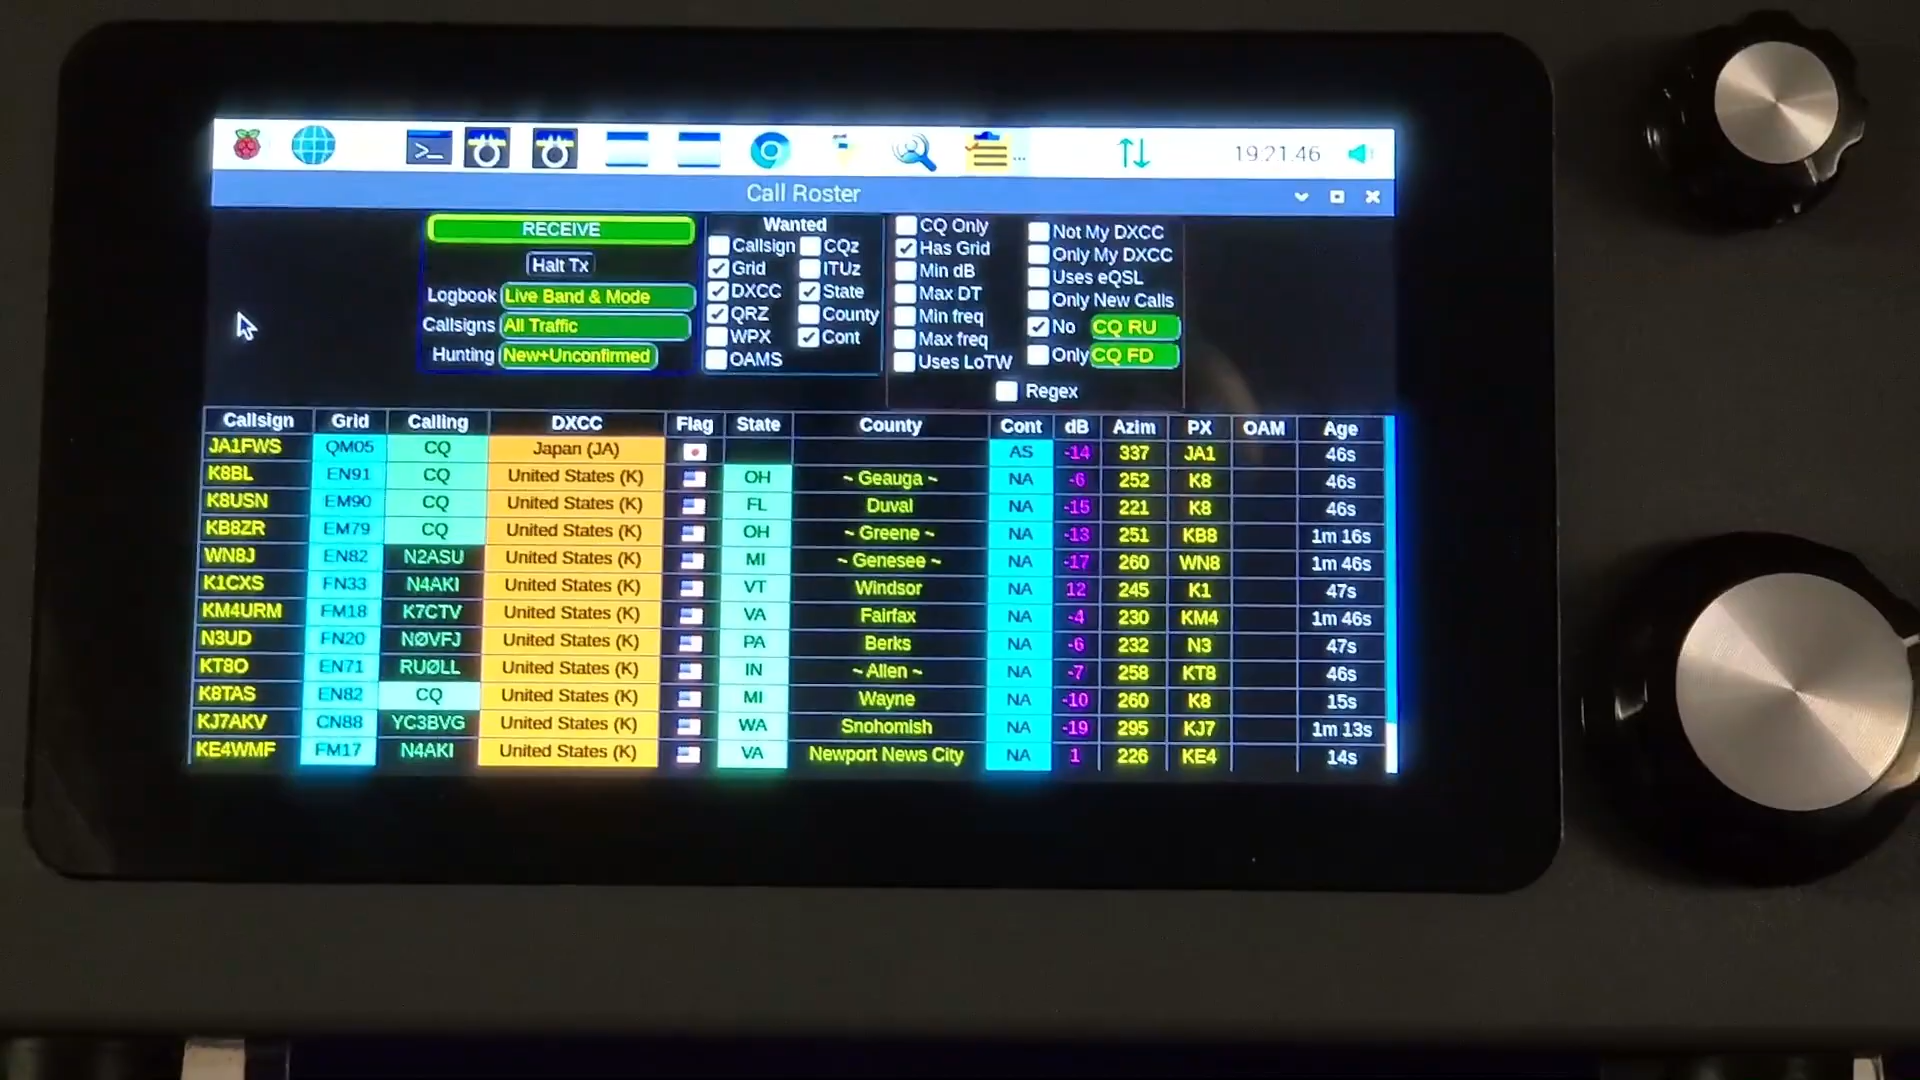 19:21.46
Call Roster
RECEIVE
Halt Tx
Logbook Live Band & Mode
Callsigns All Traffic
Hunting New+Unconfirmed
Wanted
Callsign CQz
Grid ITUz
DXCC State
QRZ County
WPX Cont
OAMS
CQ Only
Has Grid
Min dB
Max DT
Min freq
Max freq
Uses LoTW
Not My DXCC
Only My DXCC
Uses eQSL
Only New Calls
No CQ RU
Only CQ FD
Regex
Callsign Grid Calling DXCC Flag State County Cont dB Azim PX OAM Age
JA1FWS QM05 CQ Japan (JA) AS -14 337 JA1 46s
K8BL EN91 CQ United States (K) OH ~ Geauga ~ NA -6 252 K8 46s
K8USN EM90 CQ United States (K) FL Duval NA -15 221 K8 46s
KB8ZR EM79 CQ United States (K) OH ~ Greene ~ NA -13 251 KB8 1m 16s
WN8J EN82 N2ASU United States (K) MI ~ Genesee ~ NA -17 260 WN8 1m 46s
K1CXS FN33 N4AKI United States (K) VT Windsor NA 12 245 K1 47s
KM4URM FM18 K7CTV United States (K) VA Fairfax NA -4 230 KM4 1m 46s
N3UD FN20 NØVFJ United States (K) PA Berks NA -6 232 N3 47s
KT8O EN71 RUØLL United States (K) IN ~ Allen ~ NA -7 258 KT8 46s
K8TAS EN82 CQ United States (K) MI Wayne NA -10 260 K8 15s
KJ7AKV CN88 YC3BVG United States (K) WA Snohomish NA -19 295 KJ7 1m 13s
KE4WMF FM17 N4AKI United States (K) VA Newport News City NA 1 226 KE4 14s